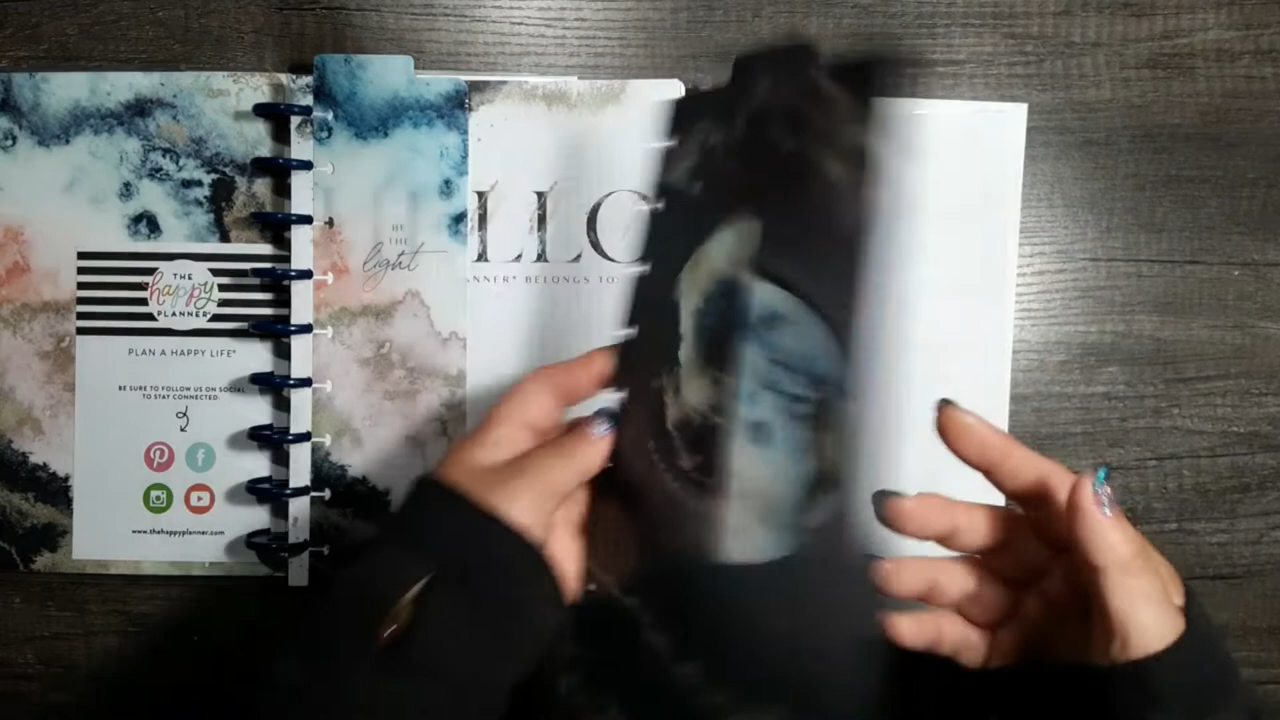 THE
happy
PLANNER®
PLAN A HAPPY LIFE®
BE SURE TO FOLLOW US ON SOCIAL
TO STAY CONNECTED:
www.thehappyplanner.com
BE
THE
light
LLO
NNER® BELONGS TO: